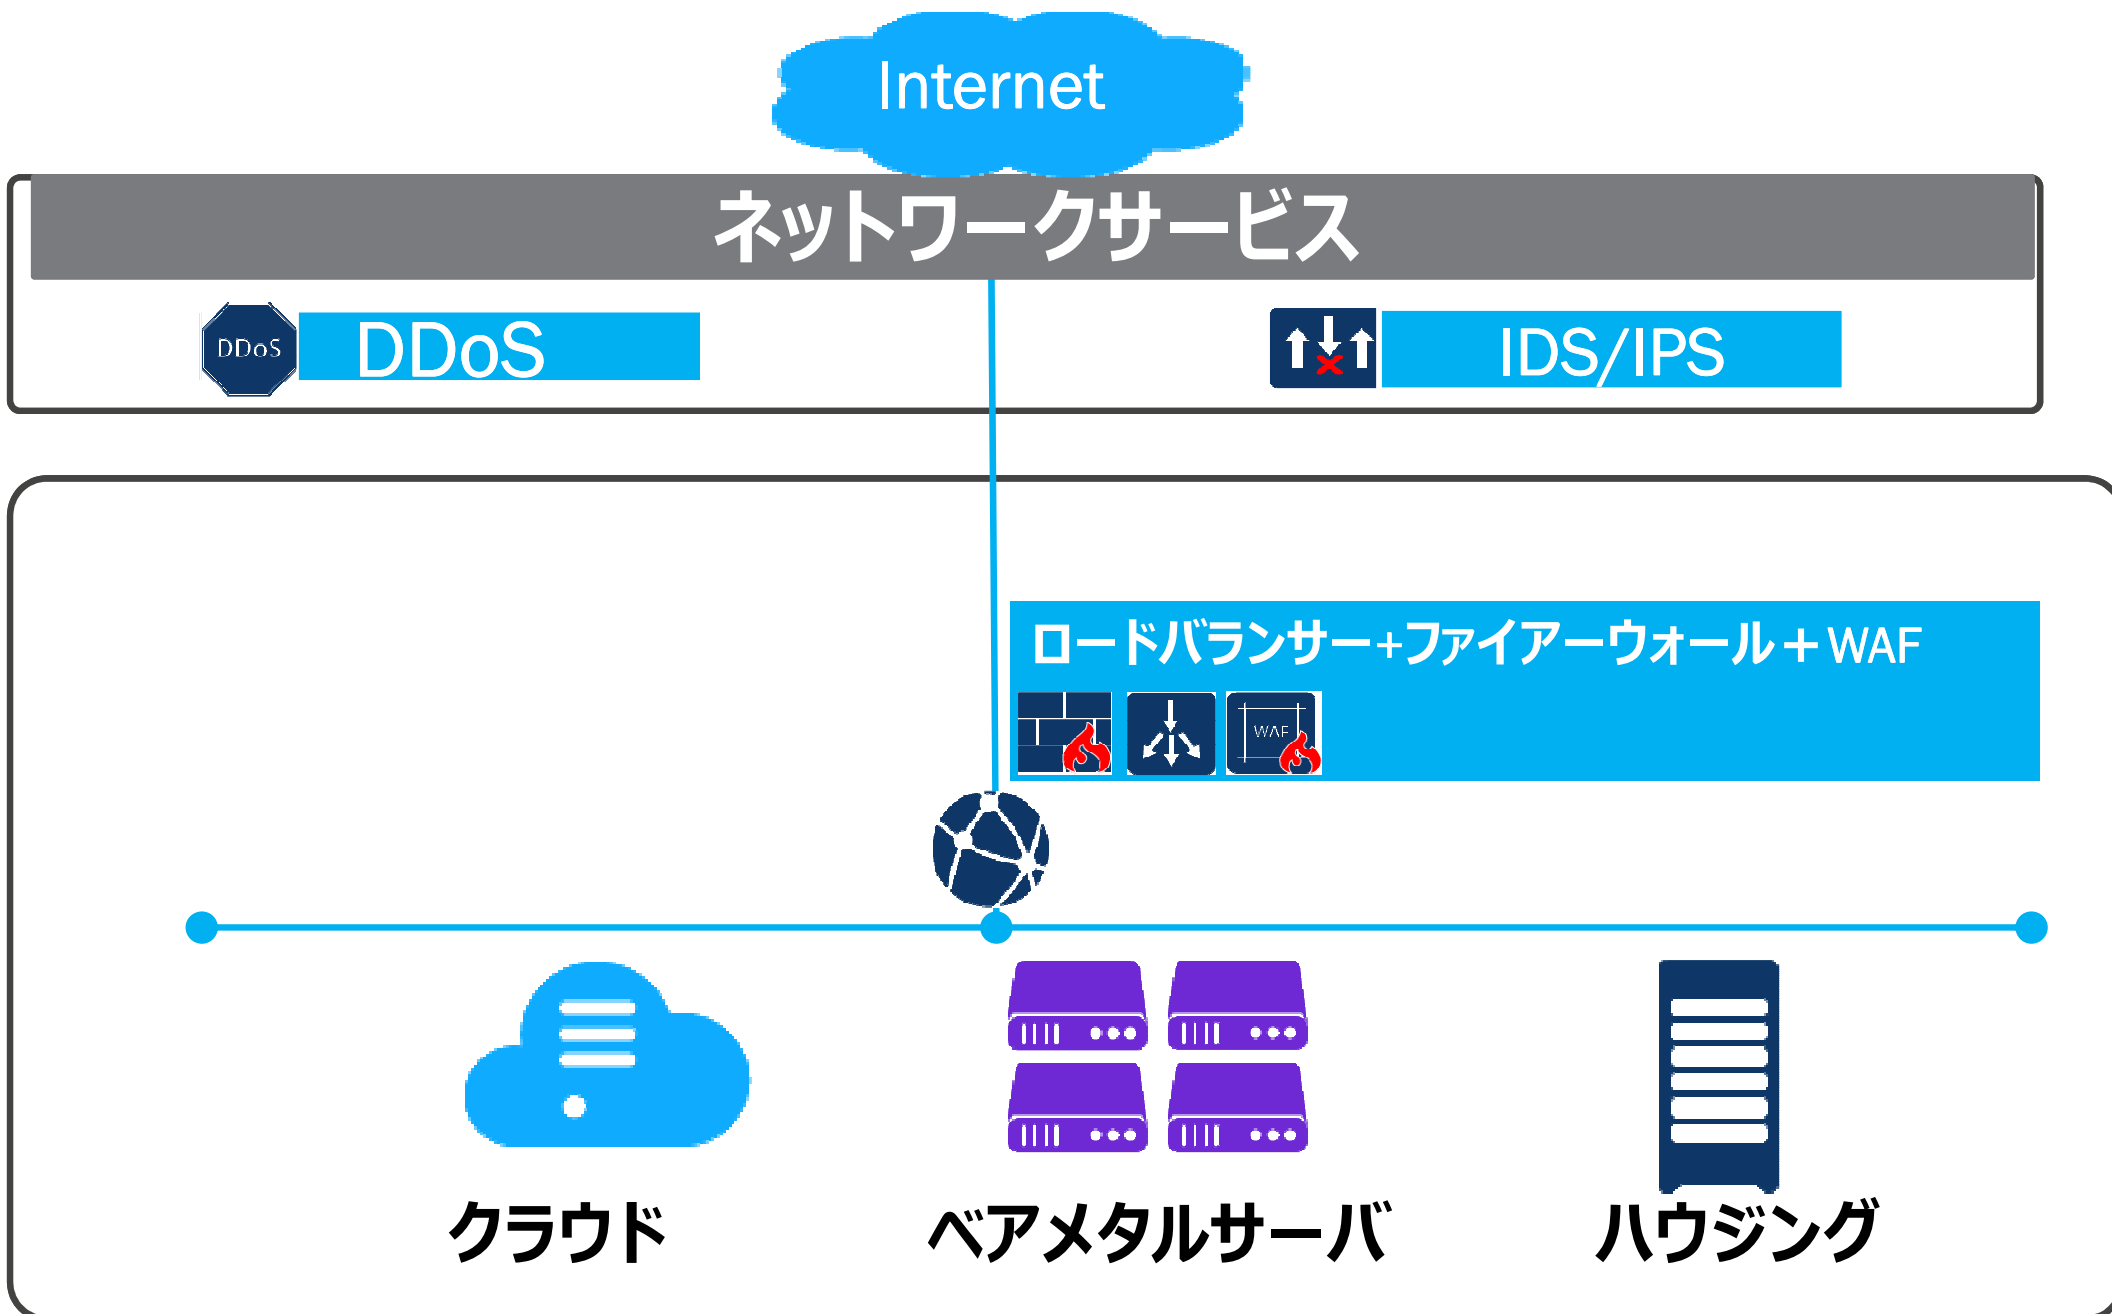 Internet
ネットワークサービス
DDoS
DDoS
IDS/IPS
ロードバランサー+ファイアーウォール+WAF
WAF
クラウド
ベアメタルサーバ
ハウジング